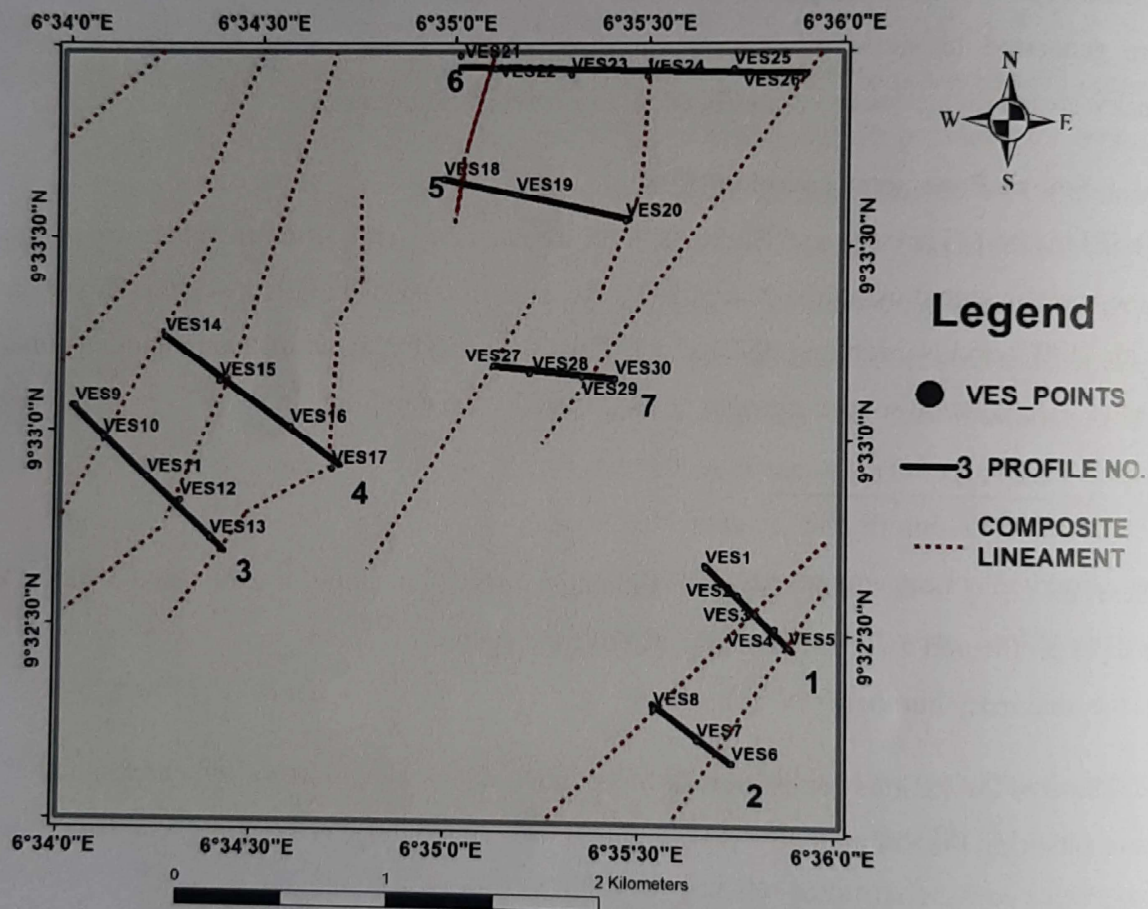 6°34'0"E 6°34'30"E 6°35'0"E 6°35'30"E 6°36'0"E
VES21
VES22
VES23
VES24
VES25
VES26
6
N
W E
S
VES18
VES19
VES20
5
9°33'30"N
9°33'30"N
Legend
VES_POINTS
3 PROFILE NO.
COMPOSITE
LINEAMENT
VES14
VES15
VES16
VES17
4
VES27
VES28
VES29
VES30
7
VES9
VES10
VES11
VES12
VES13
3
9°33'0"N
9°33'0"N
VES1
VES2
VES3
VES4
VES5
1
9°32'30"N
9°32'30"N
VES8
VES7
VES6
2
6°34'0"E 6°34'30"E 6°35'0"E 6°35'30"E 6°36'0"E
0 1 2 Kilometers